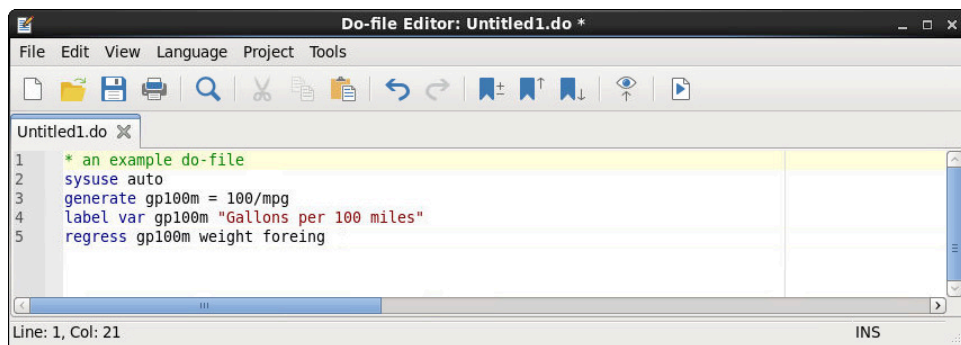 Do-file Editor: Untitled1.do *
File Edit View Language Project Tools
Untitled1.do
1 * an example do-file
2 sysuse auto
3 generate gp100m = 100/mpg
4 label var gp100m "Gallons per 100 miles"
5 regress gp100m weight foreing
Line: 1, Col: 21 INS